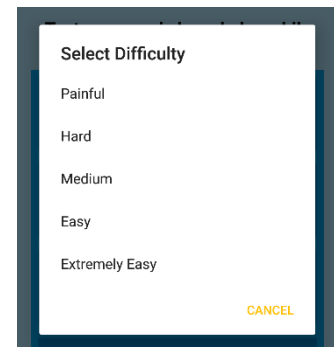 Select Difficulty
Painful
Hard
Medium
Easy
Extremely Easy
CANCEL